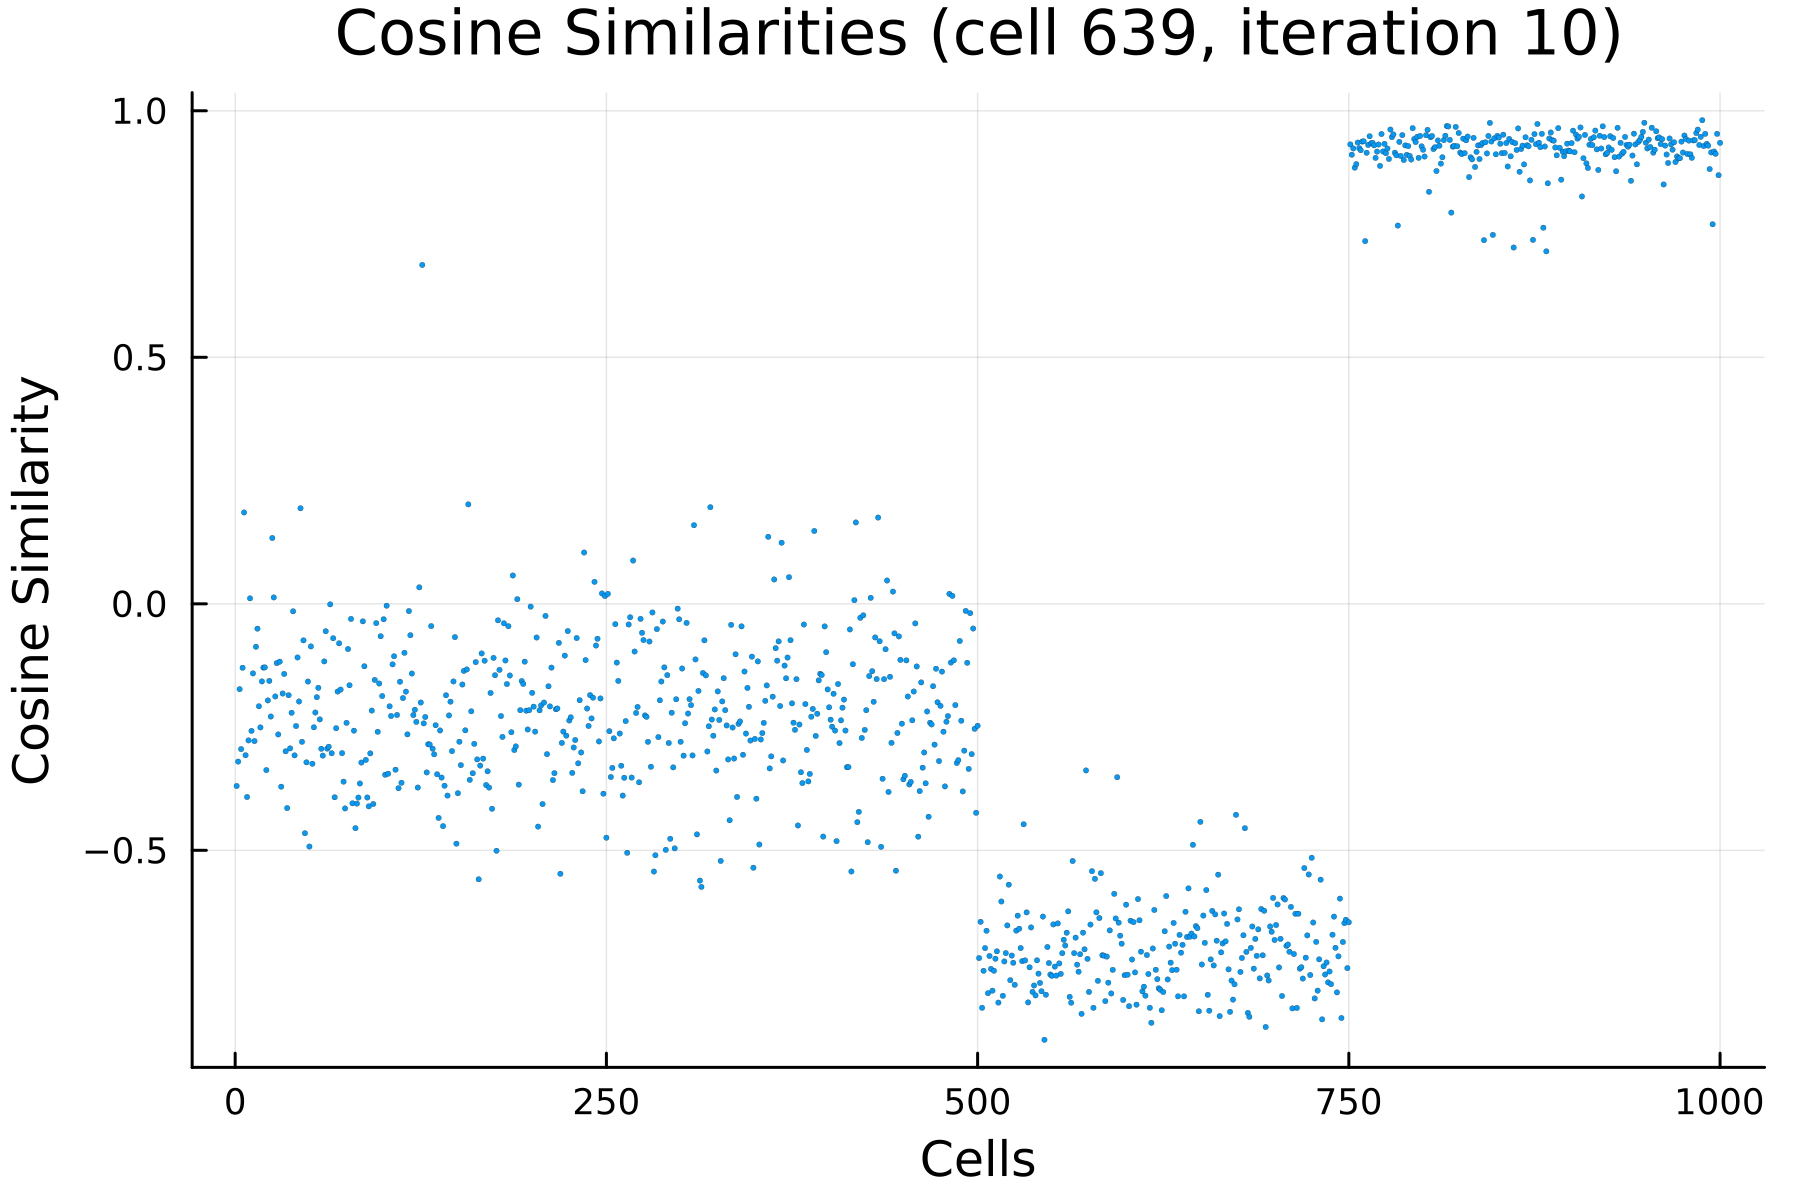 Cosine Similarities (cell 639, iteration 10)
1.0
0.5
0.0
−0.5
Cosine Similarity
0 250 500 750 1000
Cells